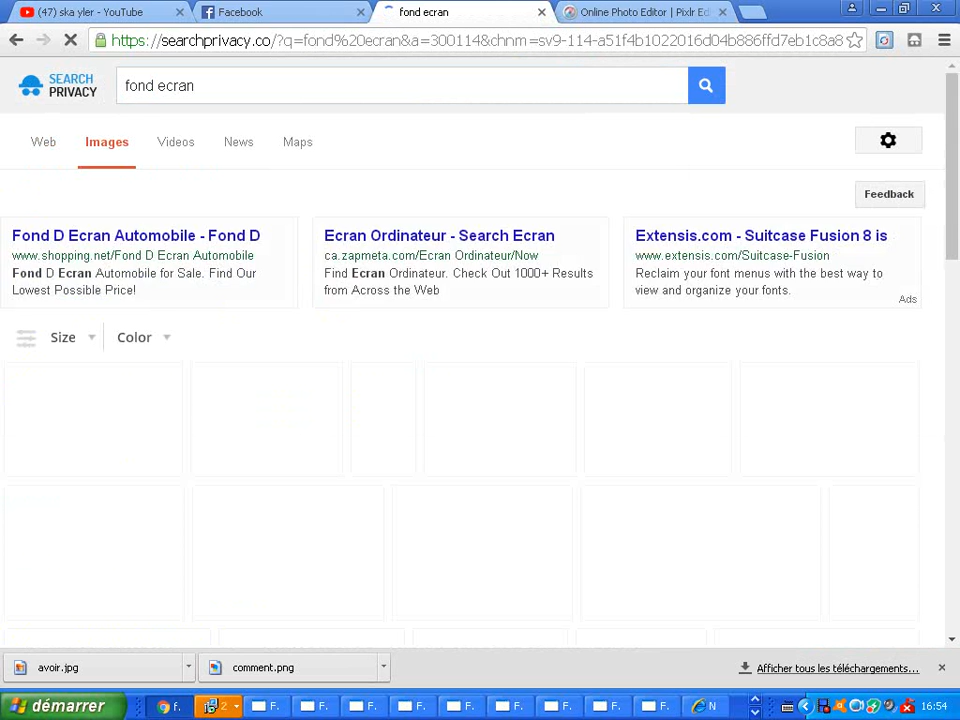 (47) ska yler - YouTube
Facebook
fond ecran
Online Photo Editor | Pixlr Ed
https://searchprivacy.co/?q=fond%20ecran&a=300114&chnm=sv9-114-a51f4b1022016d04b886ffd7eb1c8a8
SEARCH
PRIVACY
fond ecran
Web
Images
Videos
News
Maps
Feedback
Fond D Ecran Automobile - Fond D
www.shopping.net/Fond D Ecran Automobile
Fond D Ecran Automobile for Sale. Find Our
Lowest Possible Price!
Ecran Ordinateur - Search Ecran
ca.zapmeta.com/Ecran Ordinateur/Now
Find Ecran Ordinateur. Check Out 1000+ Results
from Across the Web
Extensis.com - Suitcase Fusion 8 is
www.extensis.com/Suitcase-Fusion
Reclaim your font menus with the best way to
view and organize your fonts.
Ads
Size
Color
avoir.jpg
comment.png
Afficher tous les téléchargements...
démarrer
f.
2
F.
F.
F.
F.
F.
F.
F.
F.
F.
N
16:54